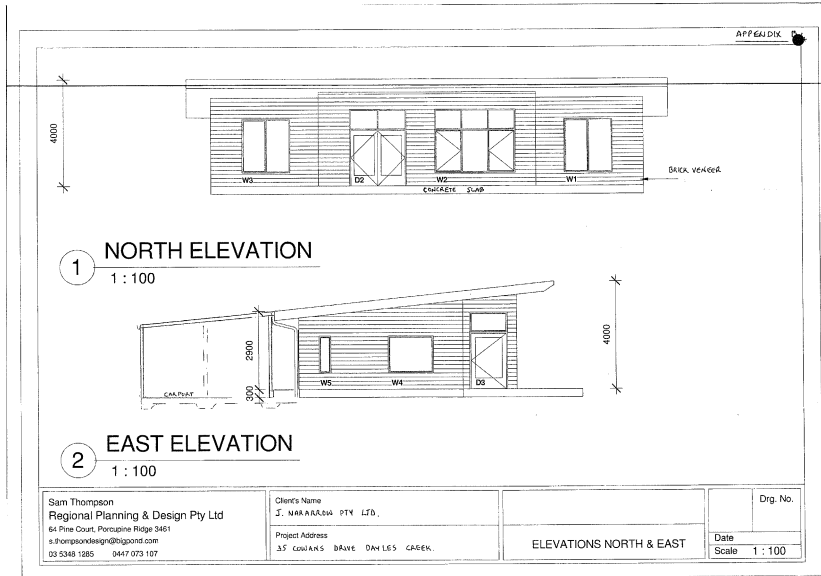 APPENDIX B
4000
W3
D2
W2
W1
BRICK VENEER
CONCRETE SLAB
1
NORTH ELEVATION
1 : 100
2900
300
4000
W5
W4
D3
CARPORT
2
EAST ELEVATION
1 : 100
Sam Thompson
Regional Planning & Design Pty Ltd
64 Pine Court, Porcupine Ridge 3461
s.thompsondesign@bigpond.com
03 5348 1285 0447 073 107
Client's Name
J. NARARROW PTY LTD.
Project Address
35 COWANS DRIVE DAYLES CREEK.
ELEVATIONS NORTH & EAST
Drg. No.
Date
Scale 1 : 100